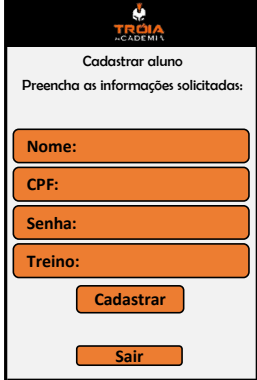 TRÓIA
ACADEMIA
Cadastrar aluno
Preencha as informações solicitadas:
Nome:
CPF:
Senha:
Treino:
Cadastrar
Sair